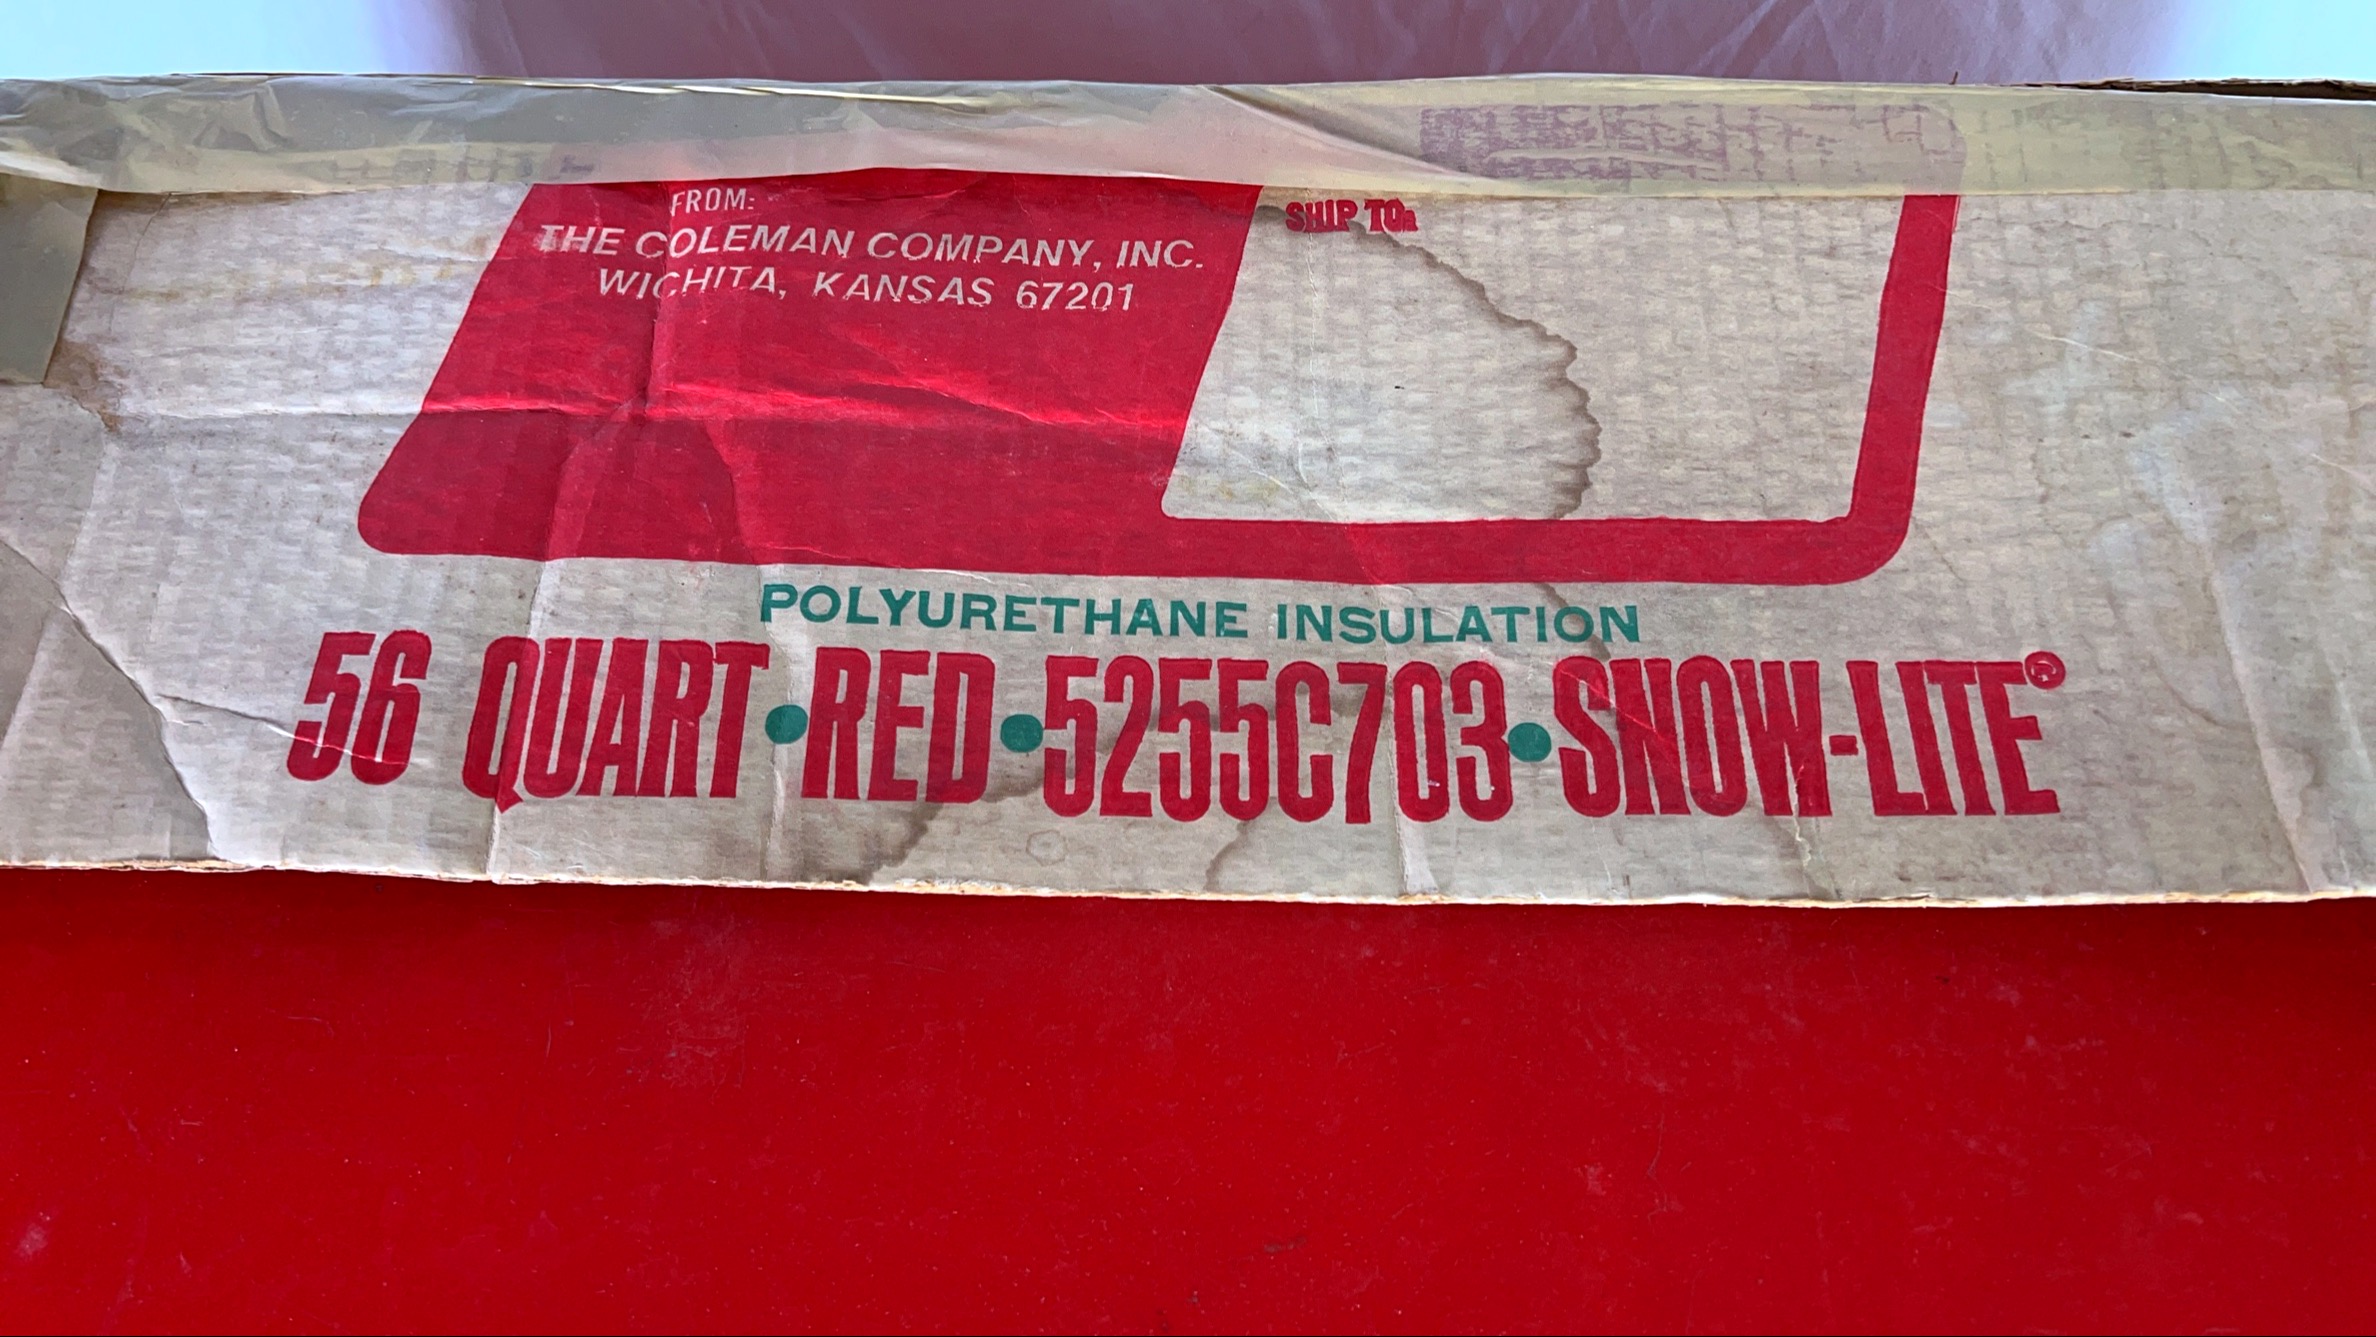 FROM:
THE COLEMAN COMPANY, INC.
WICHITA, KANSAS 67201
SHIP TO:
POLYURETHANE INSULATION
56 QUART•RED•5255C703•SNOW-LITE®